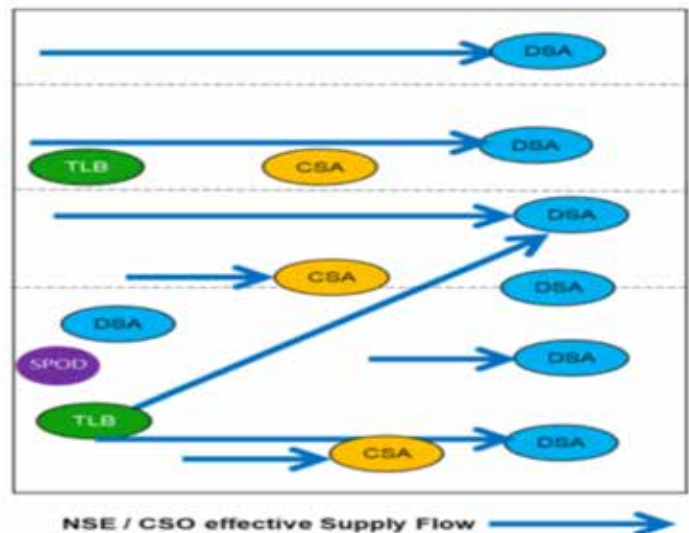 DSA
DSA
TLB CSA
DSA
CSA
DSA
DSA
SPOD
DSA
TLB
DSA
CSA
NSE / CSO effective Supply Flow